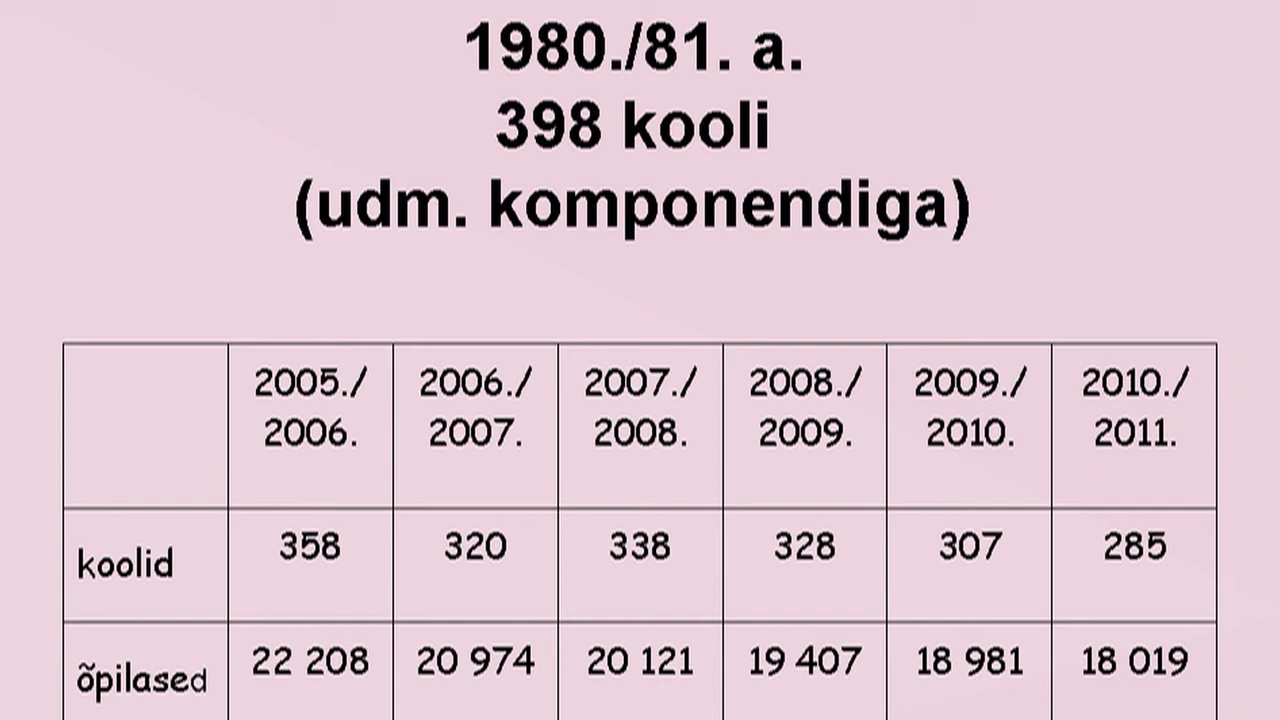 1980./81. a.
398 kooli
(udm. komponendiga)
2005./ 2006./ 2007./ 2008./ 2009./ 2010./
2006. 2007. 2008. 2009. 2010. 2011.
koolid 358 320 338 328 307 285
õpilased 22 208 20 974 20 121 19 407 18 981 18 019